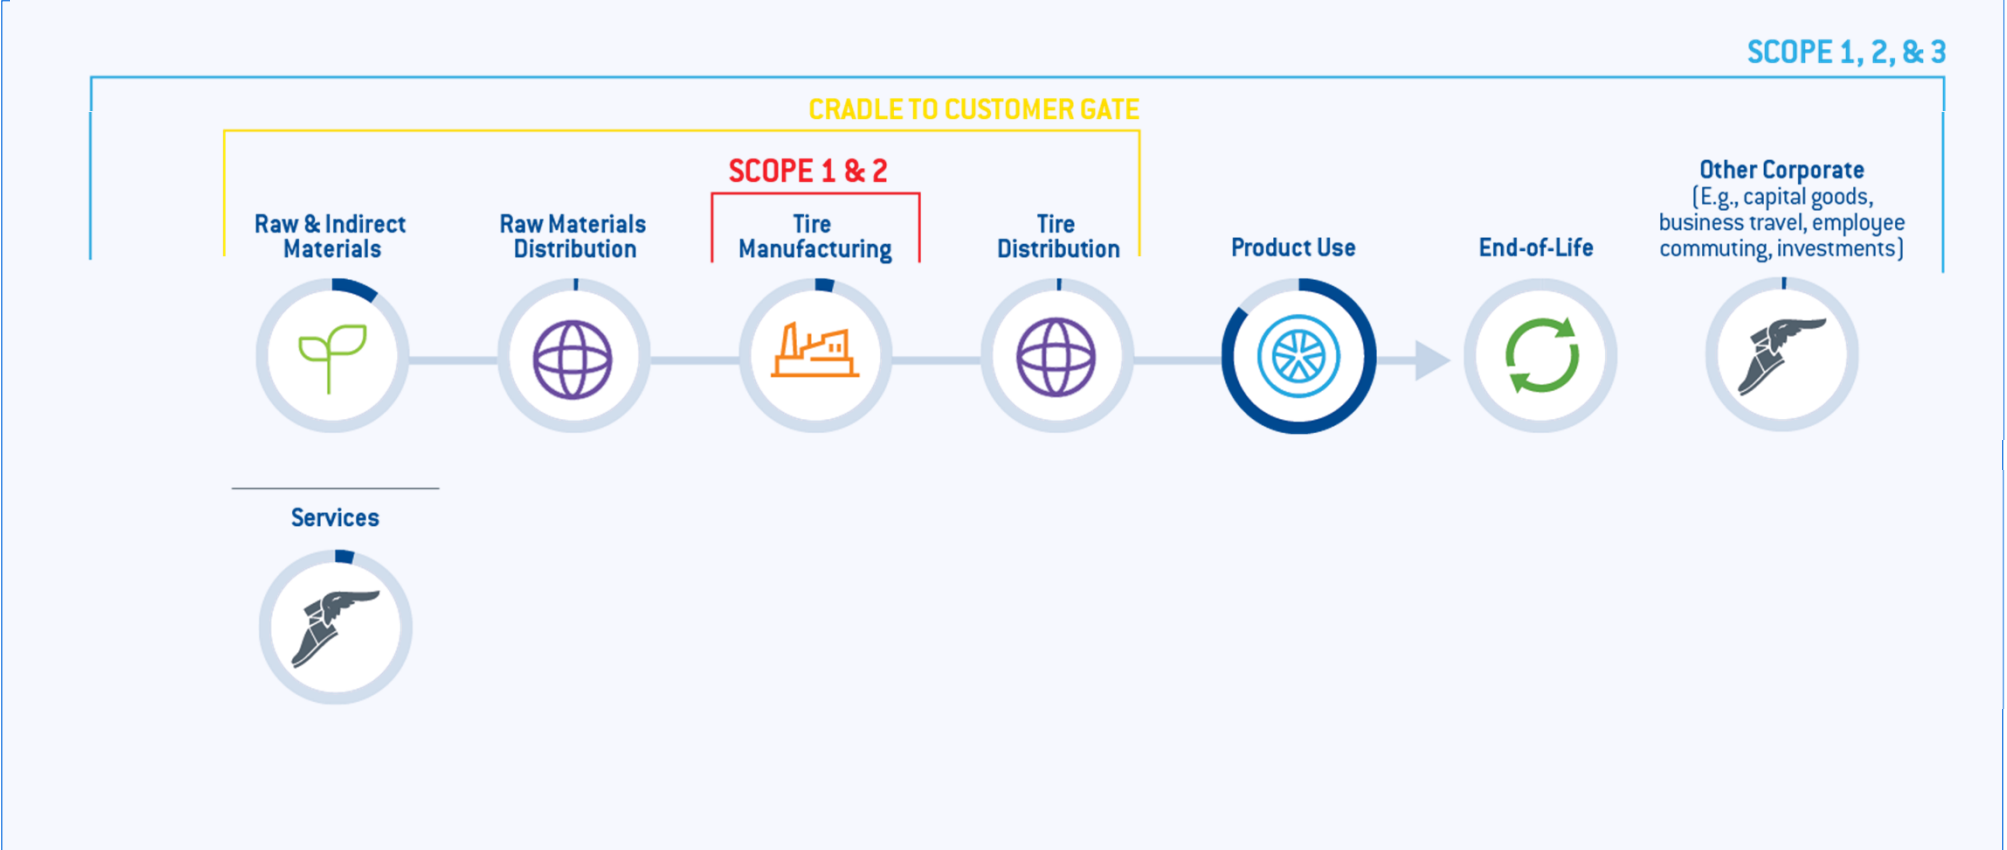 SCOPE 1, 2, & 3
CRADLE TO CUSTOMER GATE
SCOPE 1 & 2
Raw & Indirect
Materials
Raw Materials
Distribution
Tire
Manufacturing
Tire
Distribution
Product Use
End-of-Life
Other Corporate
(E.g., capital goods,
business travel, employee
commuting, investments)
Services